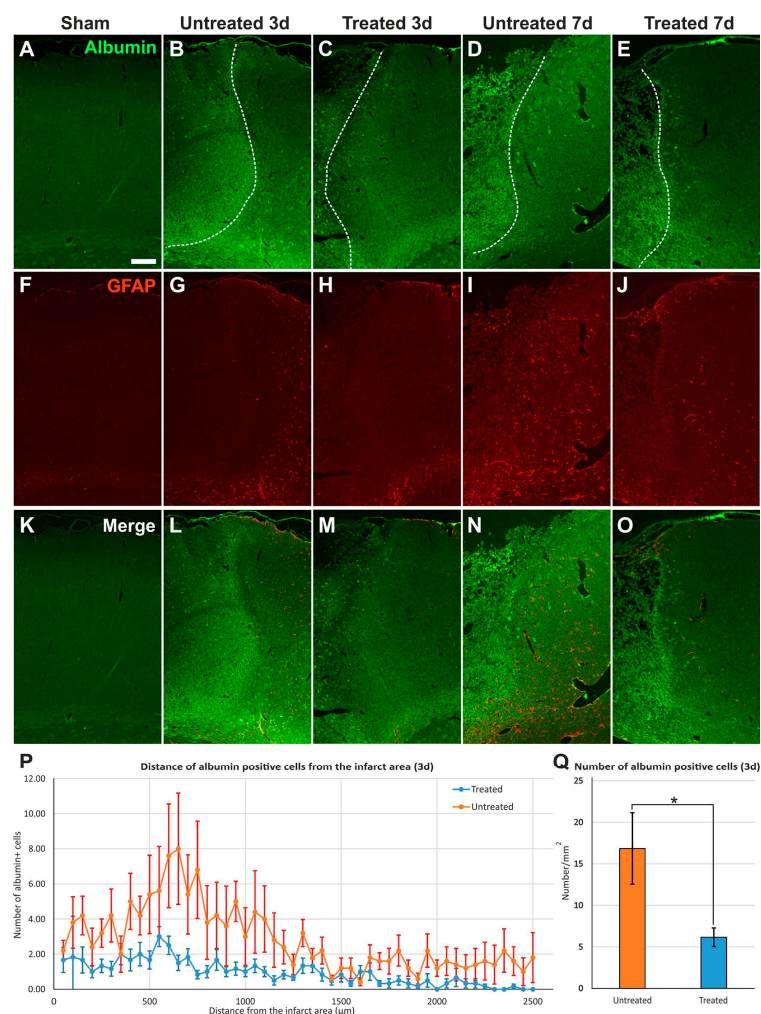 Sham Untreated 3d Treated 3d Untreated 7d Treated 7d
A Albumin B C D E
F GFAP G H I J
K Merge L M N O
P Distance of albumin positive cells from the infarct area (3d)
Number of albumin+ cells
12.00
10.00
8.00
6.00
4.00
2.00
0.00
0 500 1000 1500 2000 2500
Distance from the infarct area (µm)
Treated
Untreated
Q Number of albumin positive cells (3d)
Number/mm2
25
20
15
10
5
0
*
Untreated Treated